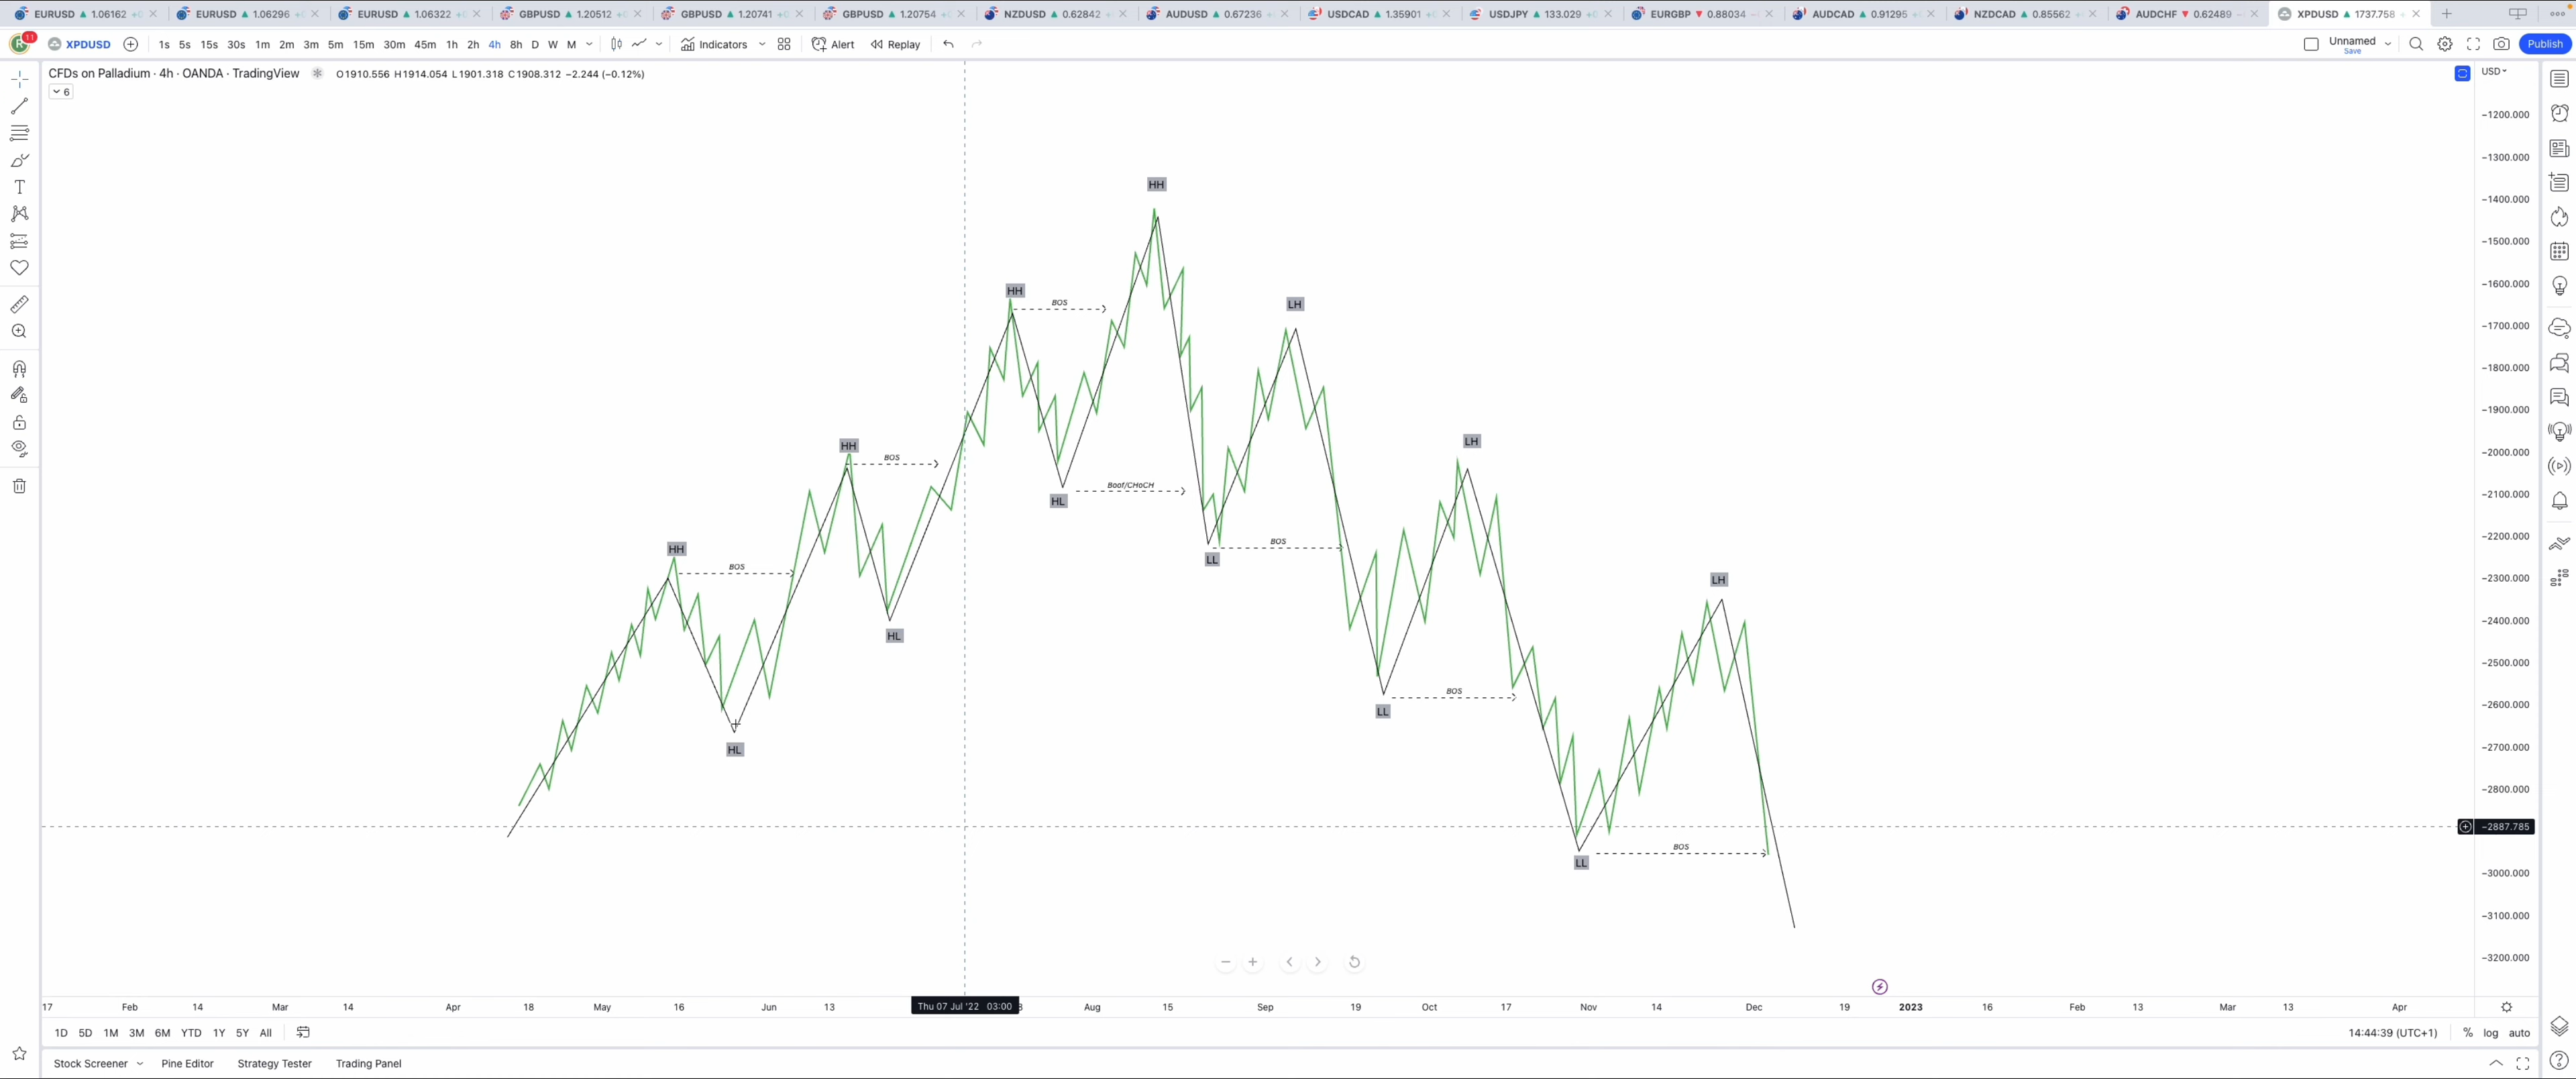 EURUSD ▲ 1.06162 EURUSD ▲ 1.06296 EURUSD ▲ 1.06322 GBPUSD ▲ 1.20512 GBPUSD ▲ 1.20741 GBPUSD ▲ 1.20754 NZDUSD ▲ 0.62842 AUDUSD ▲ 0.67236 USDCAD ▲ 1.35901 USDJPY ▲ 133.029 EURGBP ▼ 0.88034 AUDCAD ▲ 0.91295 NZDCAD ▲ 0.85562 AUDCHF ▼ 0.62489 XPDUSD ▲ 1737.758
R 11 XPDUSD 1s 5s 15s 30s 1m 2m 3m 5m 15m 30m 45m 1h 2h 4h 8h D W M Indicators Alert Replay Unnamed Save Publish
CFDs on Palladium · 4h · OANDA · TradingView O1910.556 H1914.054 L1901.318 C1908.312 −2.244 (−0.12%) USD
6
−1200.000
−1300.000
HH
−1400.000
−1500.000
−1600.000
HH
BOS
LH
−1700.000
−1800.000
−1900.000
HH
BOS
LH
−2000.000
Boof/CHoCH
−2100.000
HL
−2200.000
BOS
HH
LL
BOS
−2300.000
LH
−2400.000
HL
−2500.000
−2600.000
BOS
LL
−2700.000
HL
−2800.000
−2887.785
BOS
LL
−3000.000
−3100.000
−3200.000
17 Feb 14 Mar 14 Apr 18 May 16 Jun 13 Thu 07 Jul '22 03:00 Aug 15 Sep 19 Oct 17 Nov 14 Dec 19 2023 16 Feb 13 Mar 13 Apr
1D 5D 1M 3M 6M YTD 1Y 5Y All 14:44:39 (UTC+1) % log auto
Stock Screener Pine Editor Strategy Tester Trading Panel